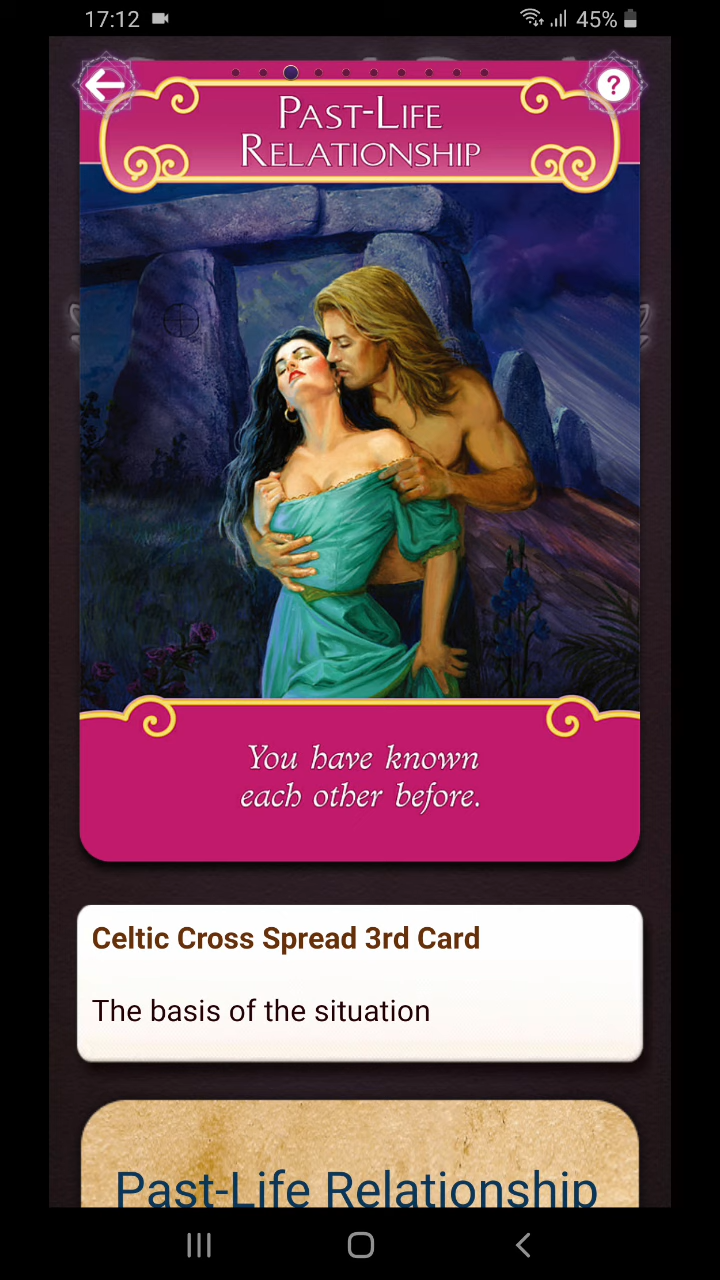 17:12
45%
?
PAST-LIFE
RELATIONSHIP
You have known
each other before.
Celtic Cross Spread 3rd Card
The basis of the situation
Past-Life Relationship